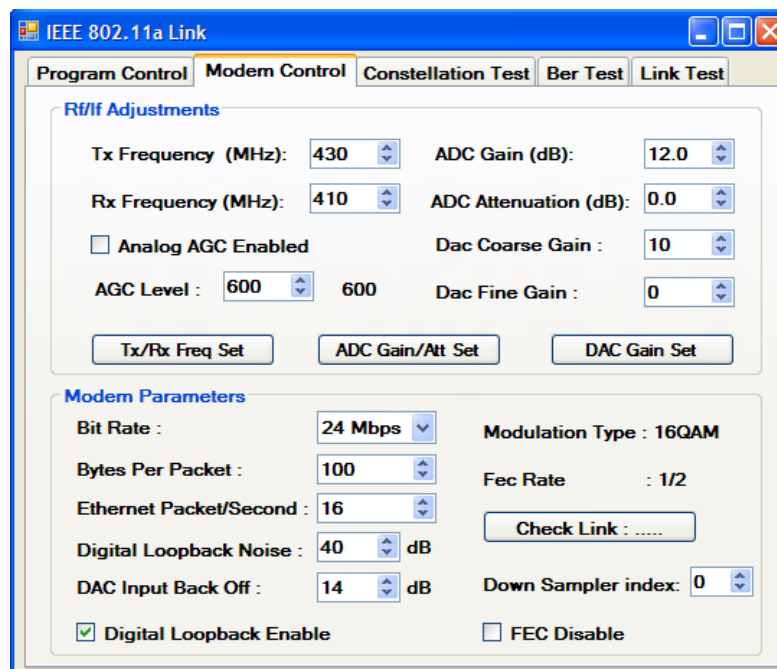 IEEE 802.11a Link
Program Control Modem Control Constellation Test Ber Test Link Test
Rf/If Adjustments
Tx Frequency (MHz): 430 ADC Gain (dB): 12.0
Rx Frequency (MHz): 410 ADC Attenuation (dB): 0.0
Analog AGC Enabled Dac Coarse Gain : 10
AGC Level : 600 600 Dac Fine Gain : 0
Tx/Rx Freq Set ADC Gain/Att Set DAC Gain Set
Modem Parameters
Bit Rate : 24 Mbps Modulation Type : 16QAM
Bytes Per Packet : 100 Fec Rate : 1/2
Ethernet Packet/Second : 16 Check Link : .....
Digital Loopback Noise : 40 dB
DAC Input Back Off : 14 dB Down Sampler index: 0
Digital Loopback Enable FEC Disable